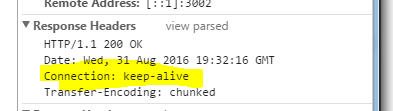 Remote Address: [::1]:3002
Response Headers view parsed
HTTP/1.1 200 OK
Date: Wed, 31 Aug 2016 19:32:16 GMT
Connection: keep-alive
Transfer-Encoding: chunked